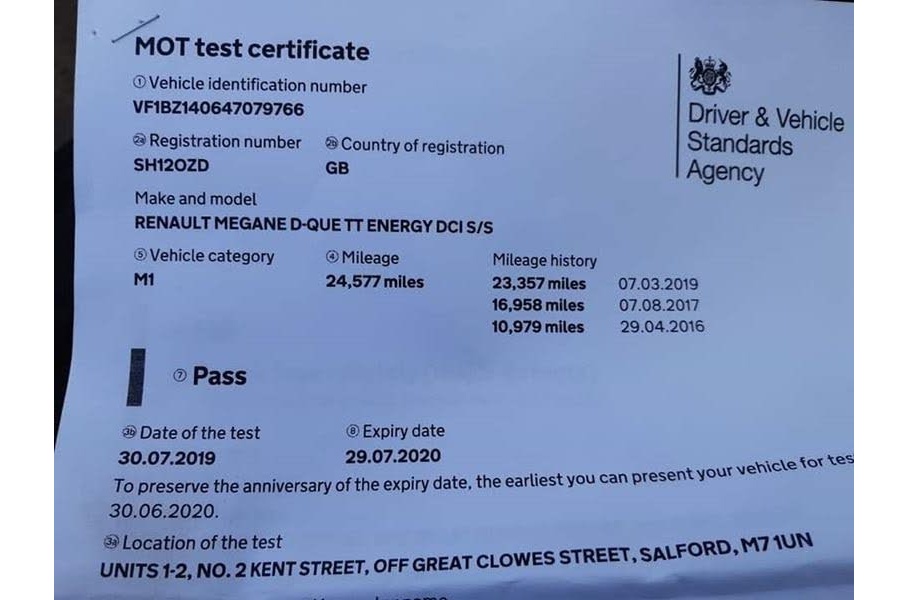 MOT test certificate
① Vehicle identification number
VF1BZ140647079766
2a Registration number 2b Country of registration
SH12OZD GB
Make and model
RENAULT MEGANE D-QUE TT ENERGY DCI S/S
⑤ Vehicle category ④ Mileage Mileage history
M1 24,577 miles 23,357 miles 07.03.2019
16,958 miles 07.08.2017
10,979 miles 29.04.2016
⑦ Pass
3b Date of the test ⑧ Expiry date
30.07.2019 29.07.2020
To preserve the anniversary of the expiry date, the earliest you can present your vehicle for tes
30.06.2020.
3a Location of the test
UNITS 1-2, NO. 2 KENT STREET, OFF GREAT CLOWES STREET, SALFORD, M7 1UN
Driver & Vehicle
Standards
Agency